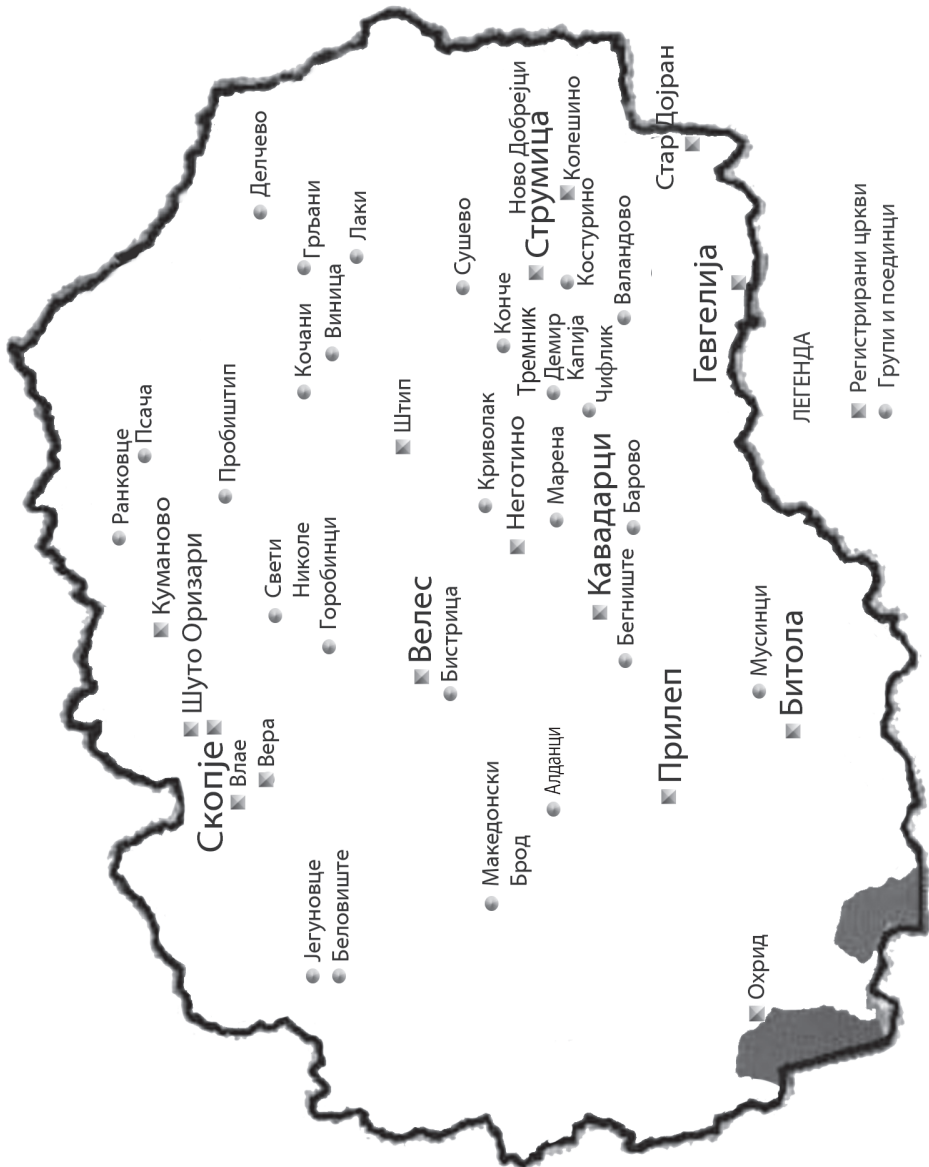 Ранковце
Псача
Куманово
Шуто Оризари
Скопје
Влае
Вера
Пробиштип
Делчево
Свети
Николе
Горобинци
Кочани
Грљани
Виница
Лаки
Јегуновце
Беловиште
Штип
Велес
Бистрица
Сушево
Криволак
Конче
Неготино
Македонски
Брод
Алданци
Марена
Тремник
Демир
Капија
Чифлик
Ново Добрејци
Струмица
Колешино
Костурино
Валандово
Кавадарци
Бегниште
Барово
Прилеп
Стар Дојран
Гевгелија
Мусинци
Битола
Охрид
ЛЕГЕНДА
Регистрирани цркви
Групи и поединци